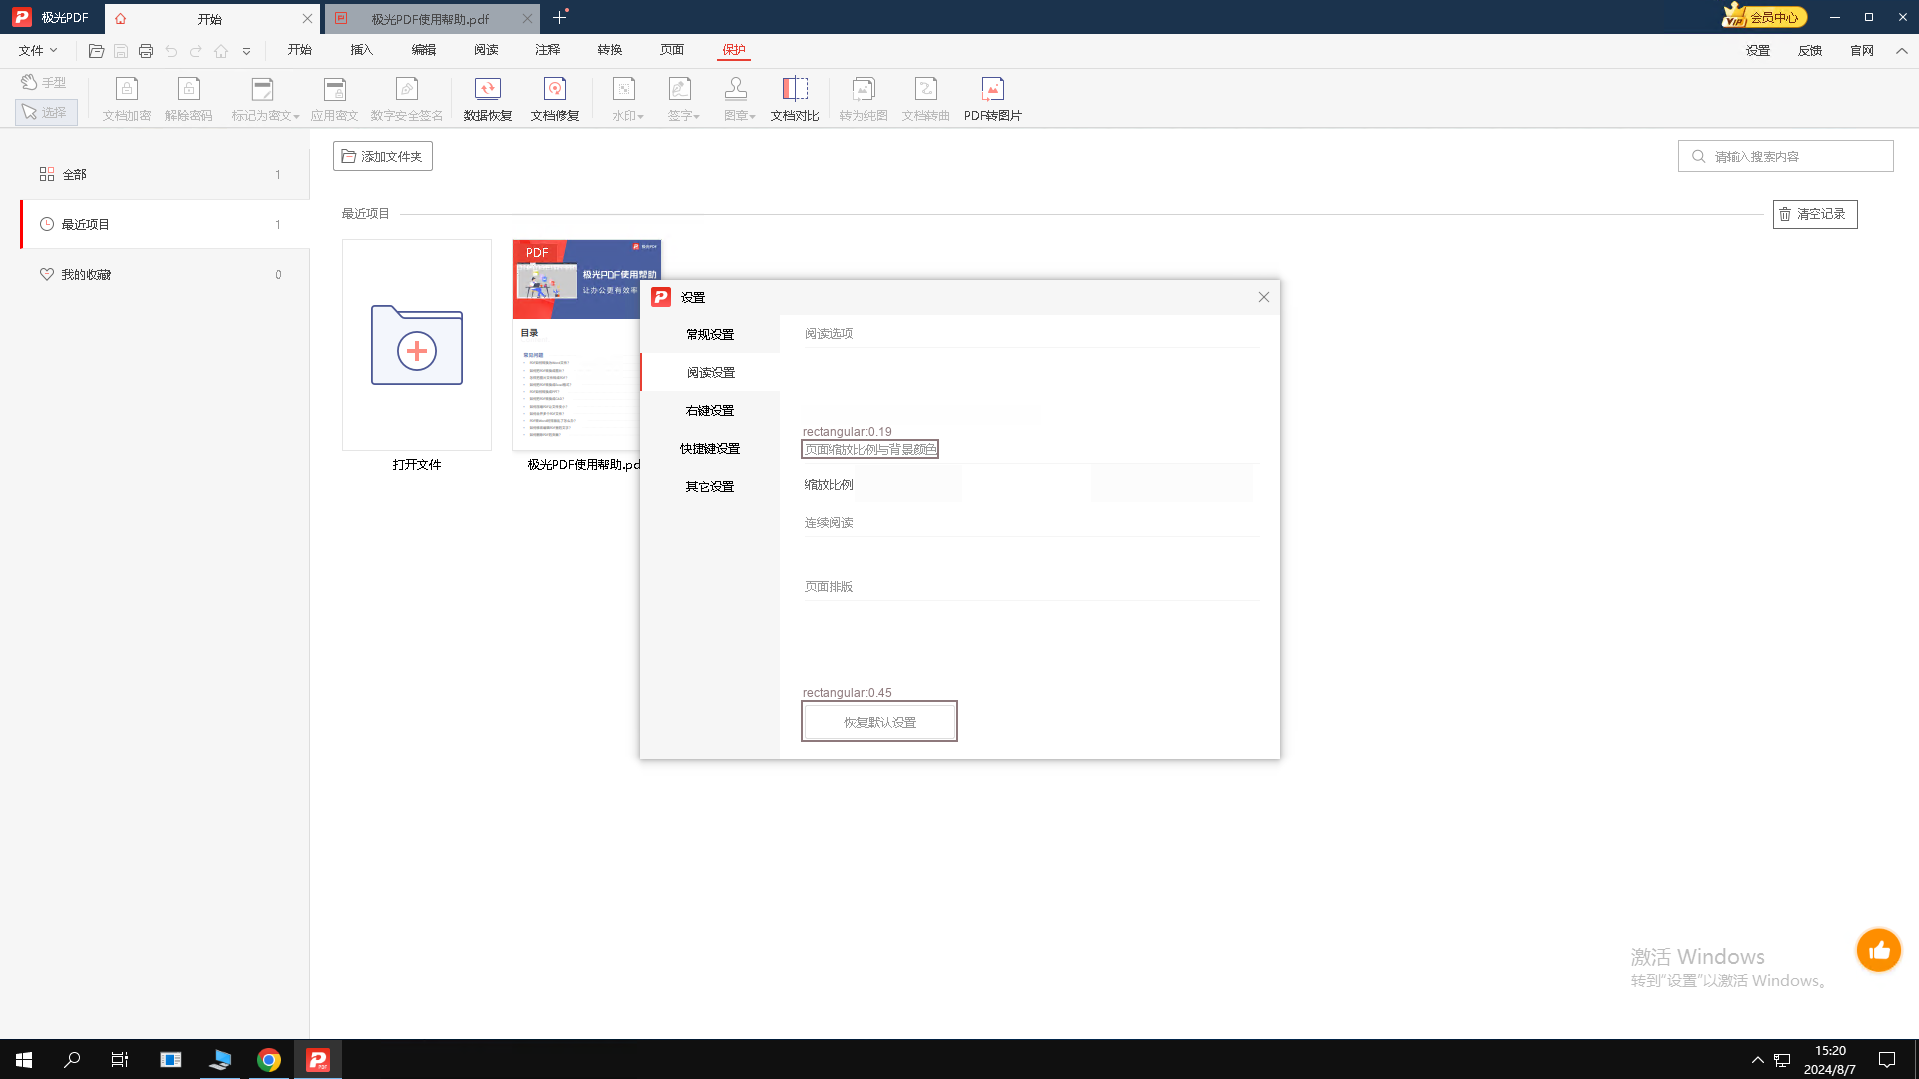 极光PDF
开始
极光PDF使用帮助.pdf
VIP 会员中心
文件
开始
插入
编辑
阅读
注释
转换
页面
保护
设置
反馈
官网
手型
选择
文档加密
解除密码
标记为密文
应用密文
数字安全签名
数据恢复
文档修复
水印
签字
图章
文档对比
转为纯图
文档转曲
PDF转图片
全部 1
最近项目 1
我的收藏 0
添加文件夹
请输入搜索内容
最近项目
清空记录
PDF
极光PDF
极光PDF使用帮助
让办公更有效率
目录
常见问题
打开文件
极光PDF使用帮助.pd
设置
常规设置
阅读设置
右键设置
快捷键设置
其它设置
阅读选项
rectangular:0.19
页面缩放比例与背景颜色
缩放比例
连续阅读
页面排版
rectangular:0.45
恢复默认设置
激活 Windows
转到"设置"以激活 Windows。
15:20
2024/8/7